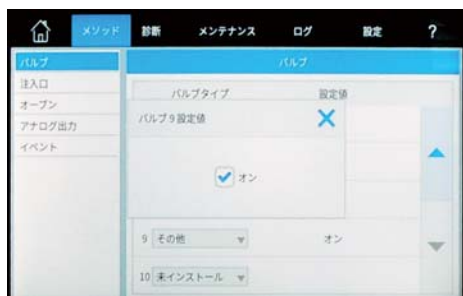 メソッド 診断 メンテナンス ログ 設定 ?
バルブ
注入口
オーブン
アナログ出力
イベント
バルブ
バルブタイプ 設定値
バルブ 9 設定値
オン
9 その他 オン
10 未インストール